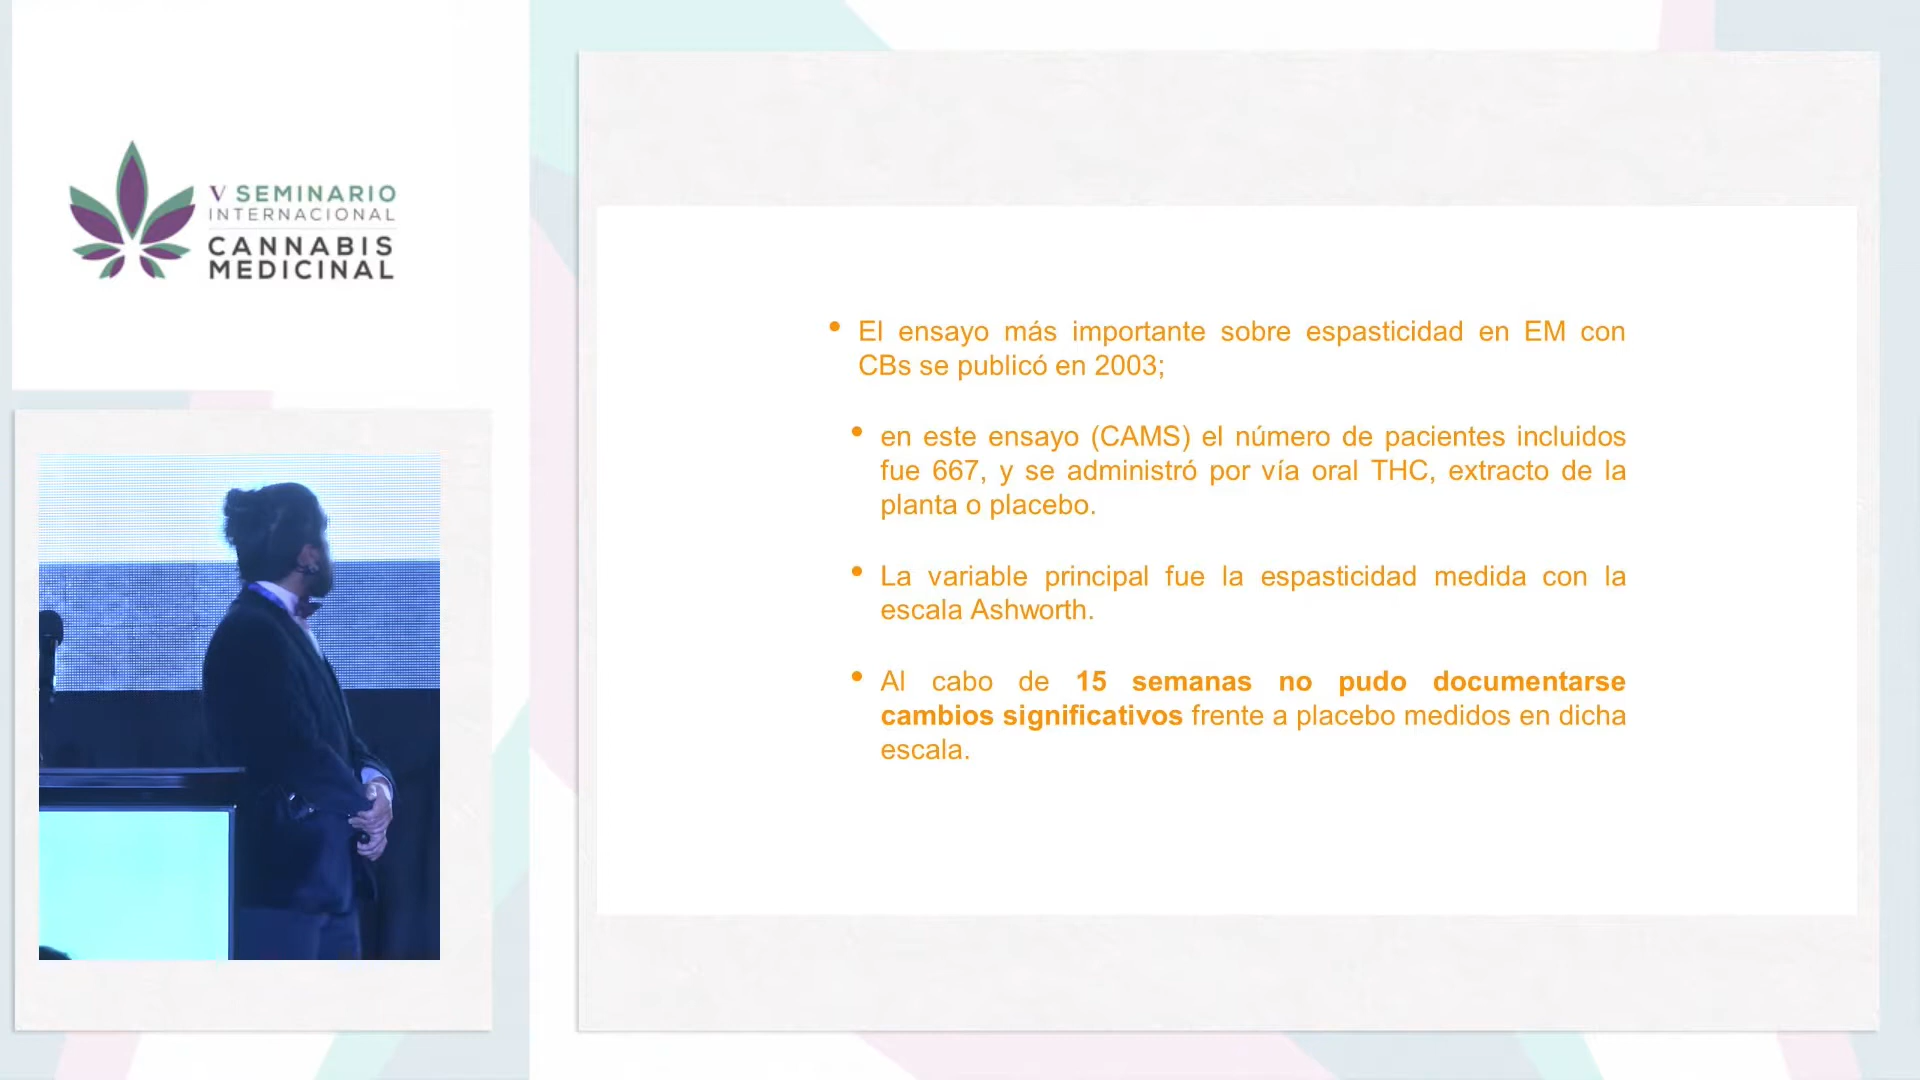 V SEMINARIO
INTERNACIONAL
CANNABIS
MEDICINAL
• El ensayo más importante sobre espasticidad en EM con
CBs se publicó en 2003;
• en este ensayo (CAMS) el número de pacientes incluidos
fue 667, y se administró por vía oral THC, extracto de la
planta o placebo.
• La variable principal fue la espasticidad medida con la
escala Ashworth.
• Al cabo de 15 semanas no pudo documentarse
cambios significativos frente a placebo medidos en dicha
escala.